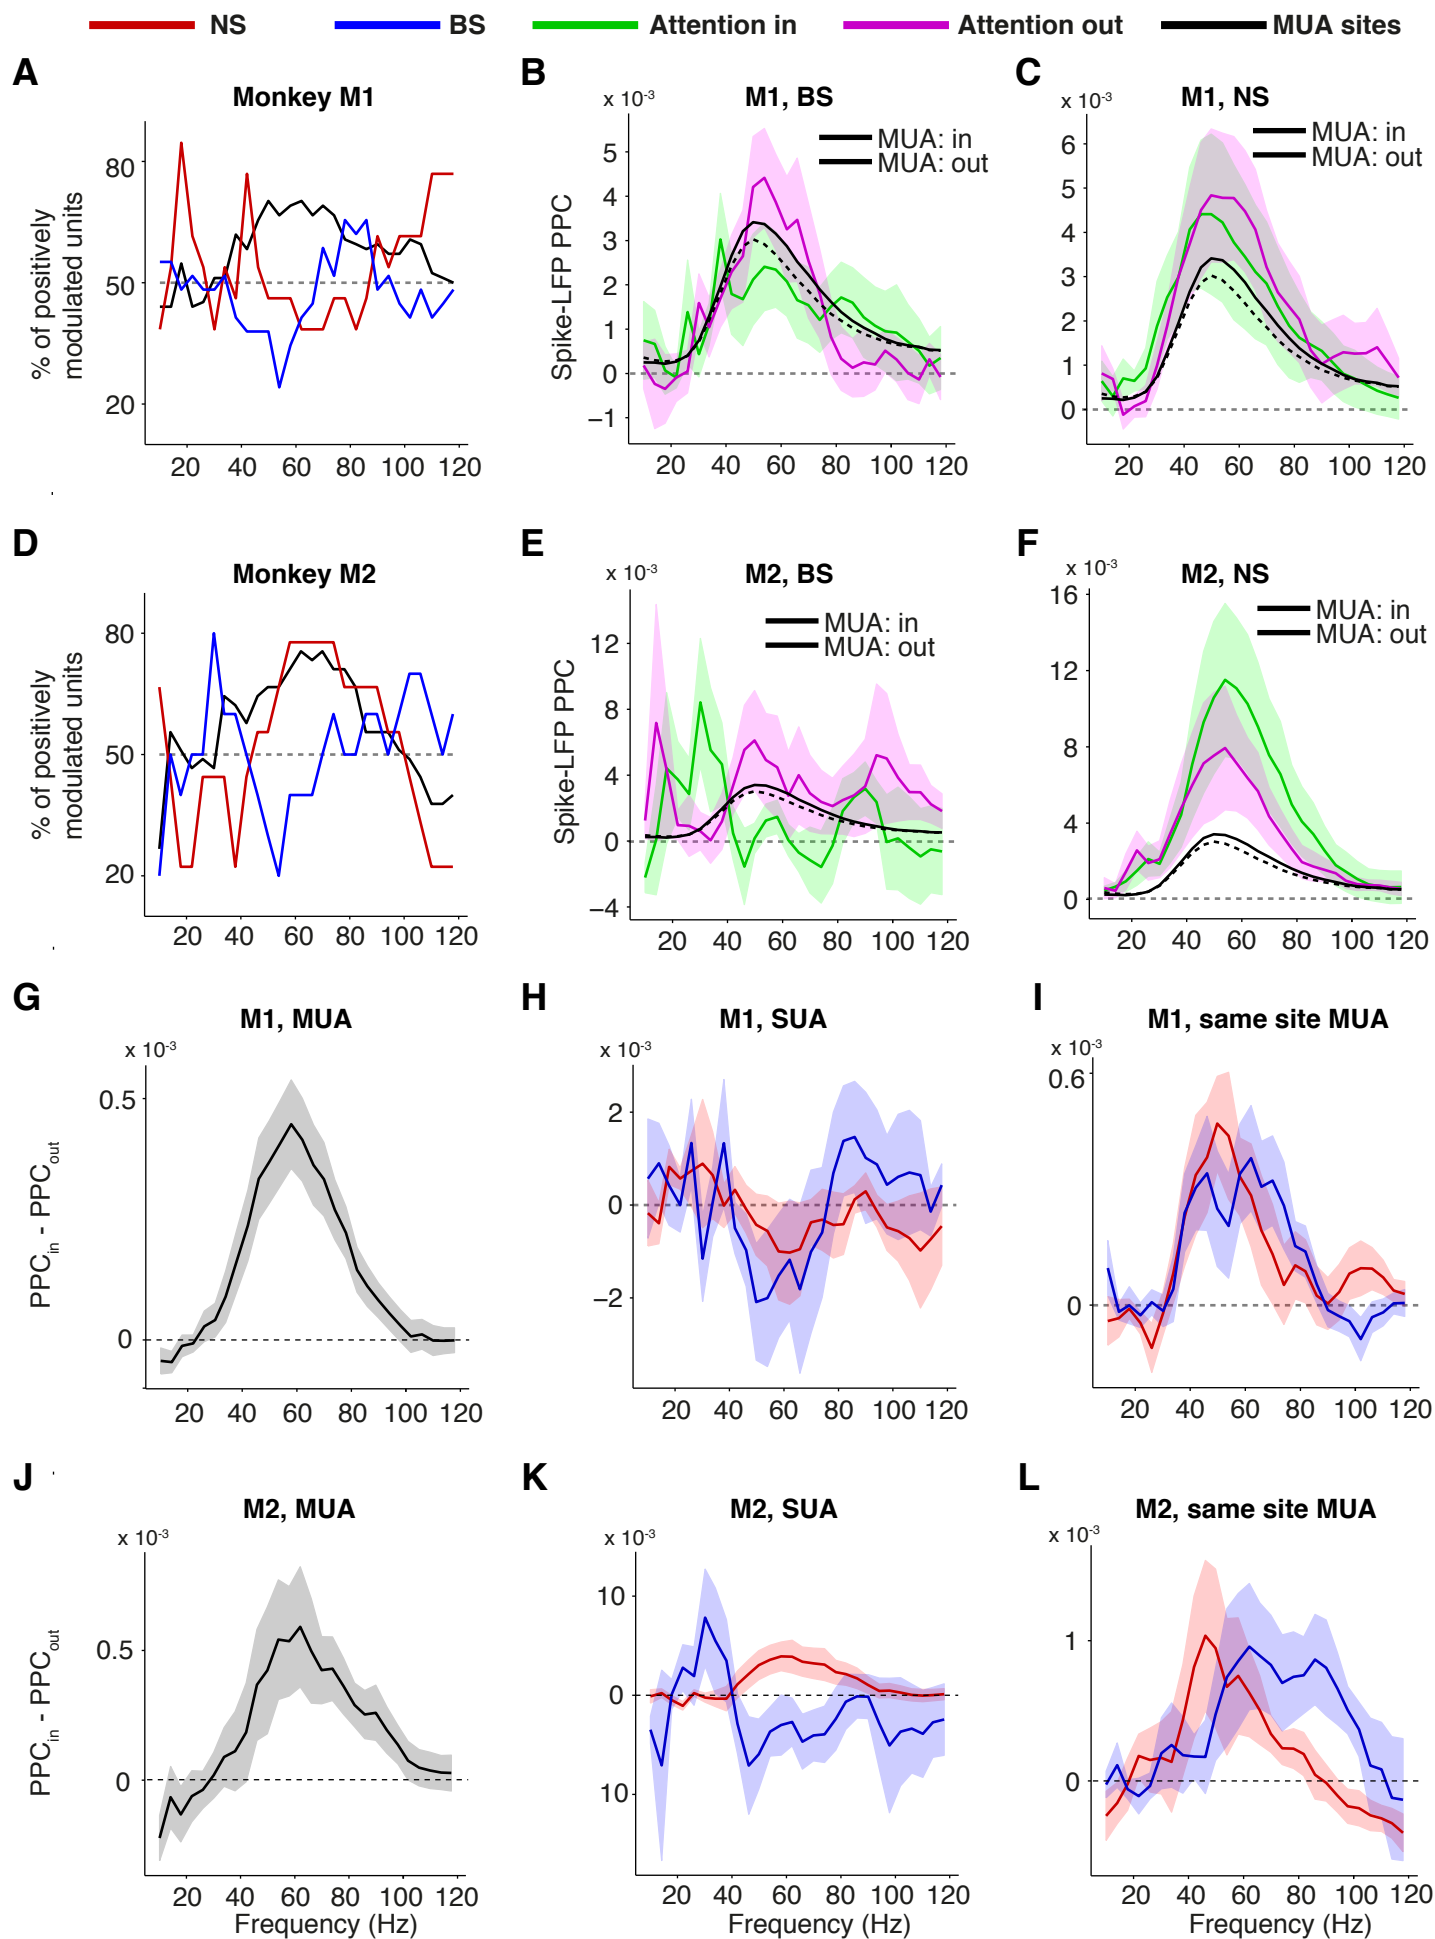 NS BS Attention in Attention out MUA sites
A
Monkey M1
% of positively
modulated units
80
50
20
20 40 60 80 100 120
B
x 10-3
M1, BS
MUA: in
MUA: out
Spike-LFP PPC
5
4
3
2
1
0
−1
20 40 60 80 100 120
C
x 10-3
M1, NS
MUA: in
MUA: out
6
5
4
3
2
1
0
20 40 60 80 100 120
D
Monkey M2
% of positively
modulated units
80
50
20
20 40 60 80 100 120
E
x 10-3
M2, BS
MUA: in
MUA: out
Spike-LFP PPC
12
8
4
0
−4
20 40 60 80 100 120
F
x 10-3
M2, NS
MUA: in
MUA: out
16
12
8
4
0
20 40 60 80 100 120
G
M1, MUA
x 10-3
PPCin - PPCout
0.5
0
20 40 60 80 100 120
H
M1, SUA
x 10-3
2
0
−2
20 40 60 80 100 120
I
M1, same site MUA
x 10-3
0.6
0
20 40 60 80 100 120
J
M2, MUA
x 10-3
PPCin - PPCout
0.5
0
20 40 60 80 100 120
Frequency (Hz)
K
M2, SUA
x 10-3
10
0
10
20 40 60 80 100 120
Frequency (Hz)
L
M2, same site MUA
x 10-3
1
0
20 40 60 80 100 120
Frequency (Hz)